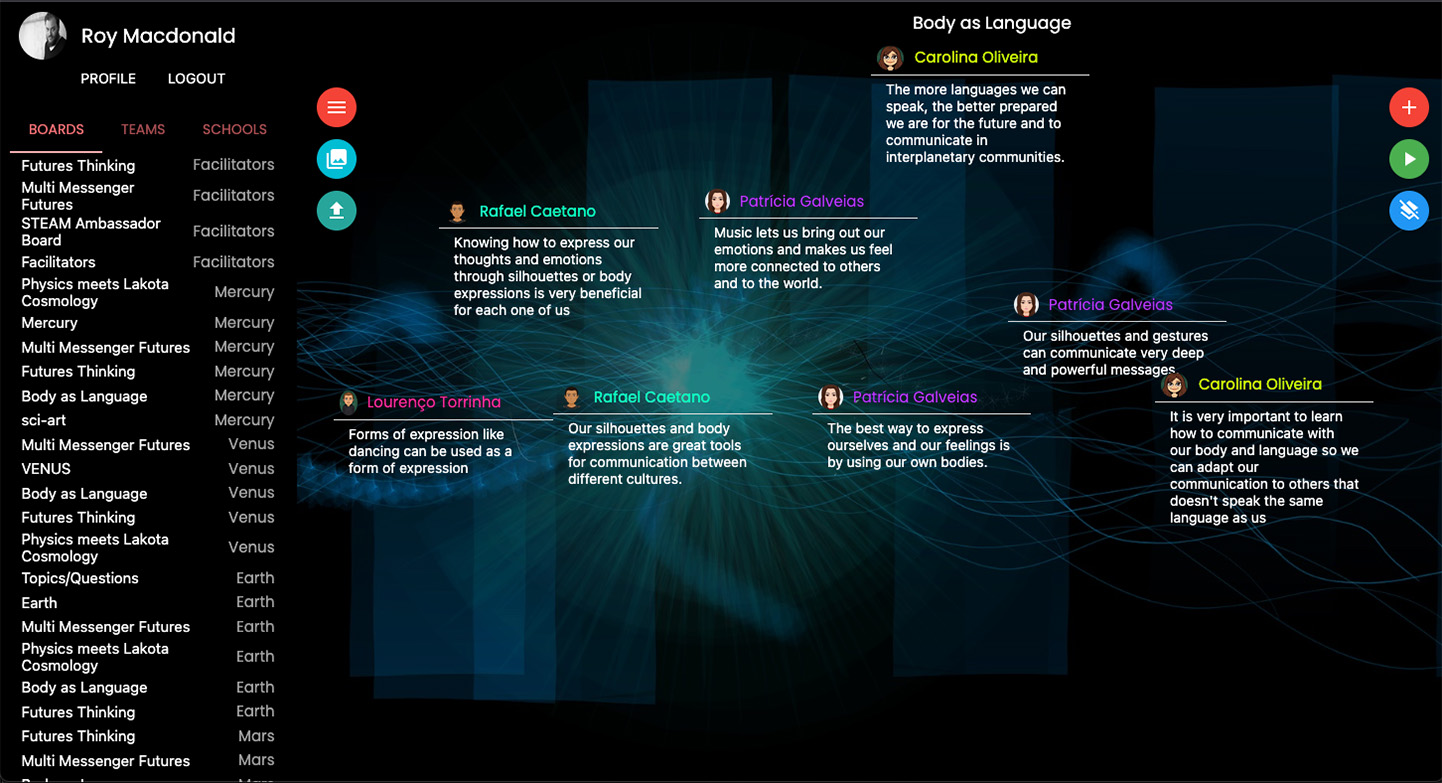 Roy Macdonald
PROFILE LOGOUT
BOARDS TEAMS SCHOOLS
Futures Thinking Facilitators
Multi Messenger
Futures Facilitators
STEAM Ambassador
Board Facilitators
Facilitators Facilitators
Physics meets Lakota
Cosmology Mercury
Mercury Mercury
Multi Messenger Futures Mercury
Futures Thinking Mercury
Body as Language Mercury
sci-art Mercury
Multi Messenger Futures Venus
VENUS Venus
Body as Language Venus
Futures Thinking Venus
Physics meets Lakota
Cosmology Venus
Topics/Questions Earth
Earth Earth
Multi Messenger Futures Earth
Physics meets Lakota
Cosmology Earth
Body as Language Earth
Futures Thinking Earth
Futures Thinking Mars
Multi Messenger Futures Mars
Body as Language
Carolina Oliveira
The more languages we can
speak, the better prepared
we are for the future and to
communicate in
interplanetary communities.
Rafael Caetano
Knowing how to express our
thoughts and emotions
through silhouettes or body
expressions is very beneficial
for each one of us
Patrícia Galveias
Music lets us bring out our
emotions and makes us feel
more connected to others
and to the world.
Patrícia Galveias
Our silhouettes and gestures
can communicate very deep
and powerful messages
Lourenço Torrinha
Forms of expression like
dancing can be used as a
form of expression
Rafael Caetano
Our silhouettes and body
expressions are great tools
for communication between
different cultures.
Patrícia Galveias
The best way to express
ourselves and our feelings is
by using our own bodies.
Carolina Oliveira
It is very important to learn
how to communicate with
our body and language so we
can adapt our
communication to others that
doesn't speak the same
language as us